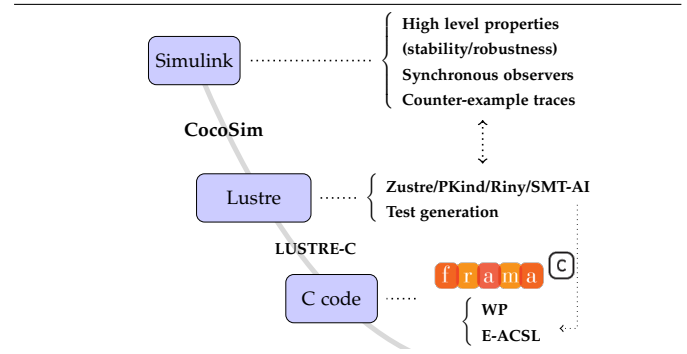 High level properties
Simulink
(stability/robustness)
Synchronous observers
Counter-example traces
CocoSim
Zustre/PKind/Riny/SMT-AI
Lustre
Test generation
LUSTRE-C
frama C
C code
WP
E-ACSL